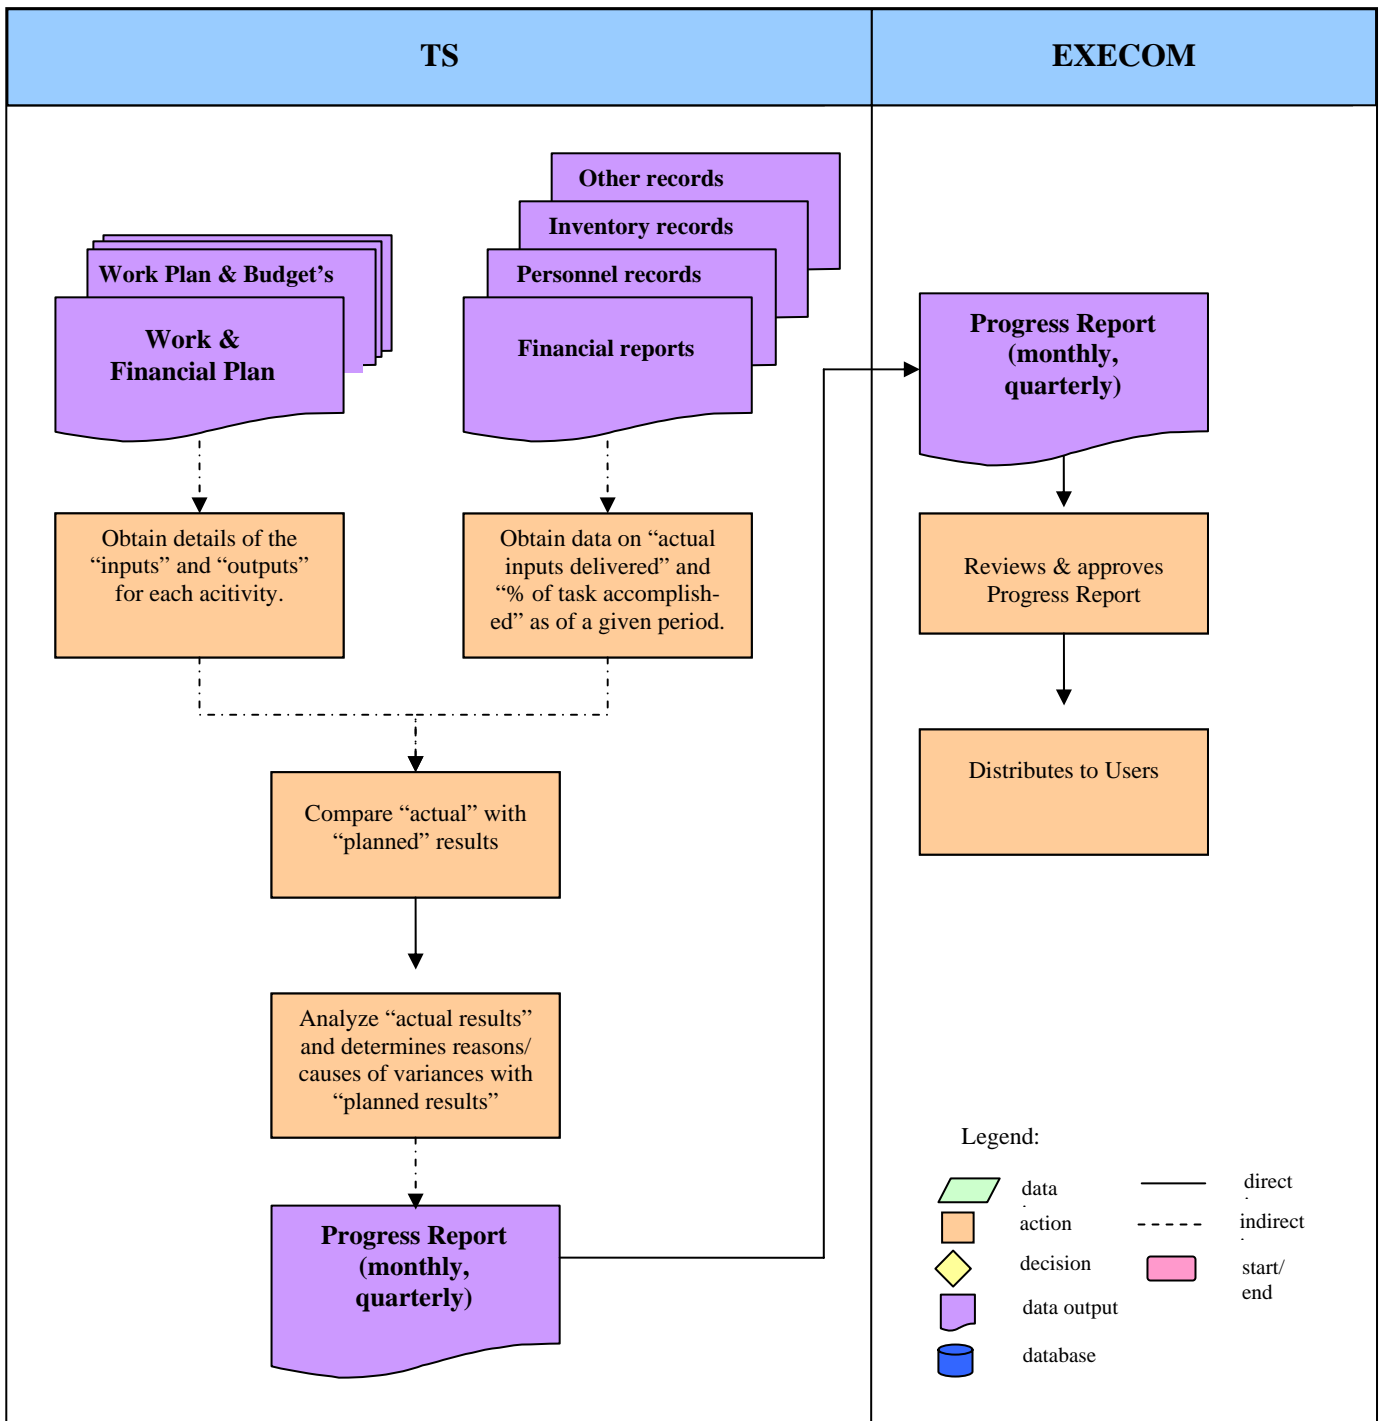 TS
EXECOM
Other records
Inventory records
Personnel records
Financial reports
Work Plan & Budget's
Work &
Financial Plan
Progress Report
(monthly,
quarterly)
Obtain details of the
“inputs” and “outputs”
for each acitivity.
Obtain data on “actual
inputs delivered” and
“% of task accomplish-
ed” as of a given period.
Reviews & approves
Progress Report
Compare “actual” with
“planned” results
Distributes to Users
Analyze “actual results”
and determines reasons/
causes of variances with
“planned results”
Progress Report
(monthly,
quarterly)
Legend:
data
action
decision
data output
database
direct
indirect
start/
end